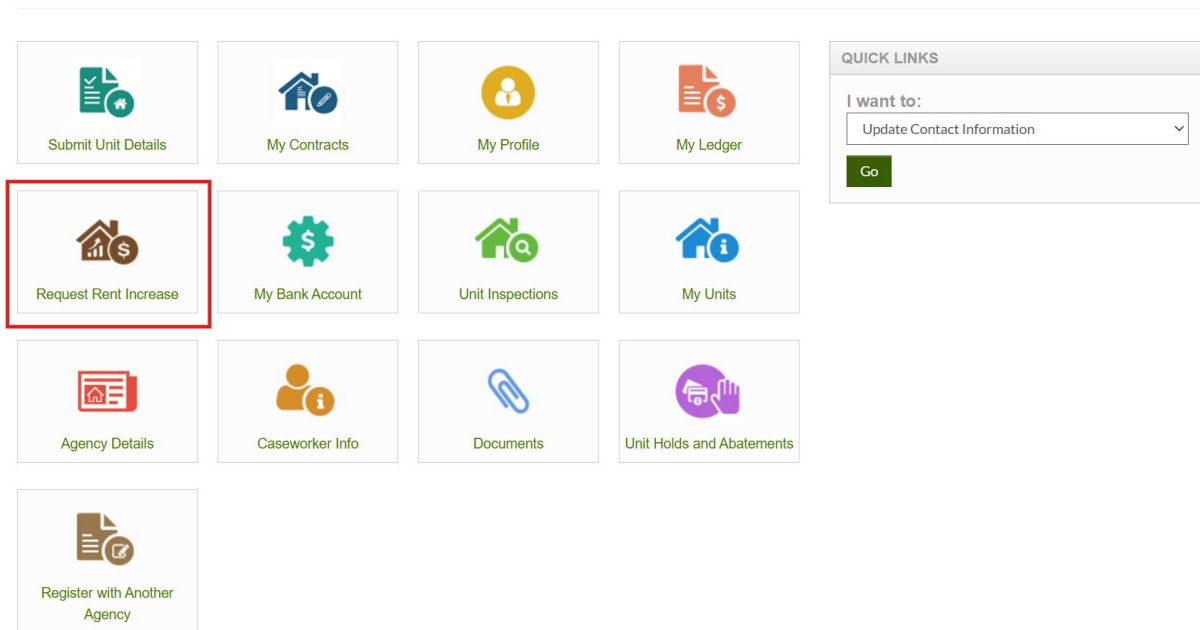 Submit Unit Details
My Contracts
My Profile
My Ledger
QUICK LINKS
I want to:
Update Contact Information
Go
Request Rent Increase
My Bank Account
Unit Inspections
My Units
Agency Details
Caseworker Info
Documents
Unit Holds and Abatements
Register with Another
Agency